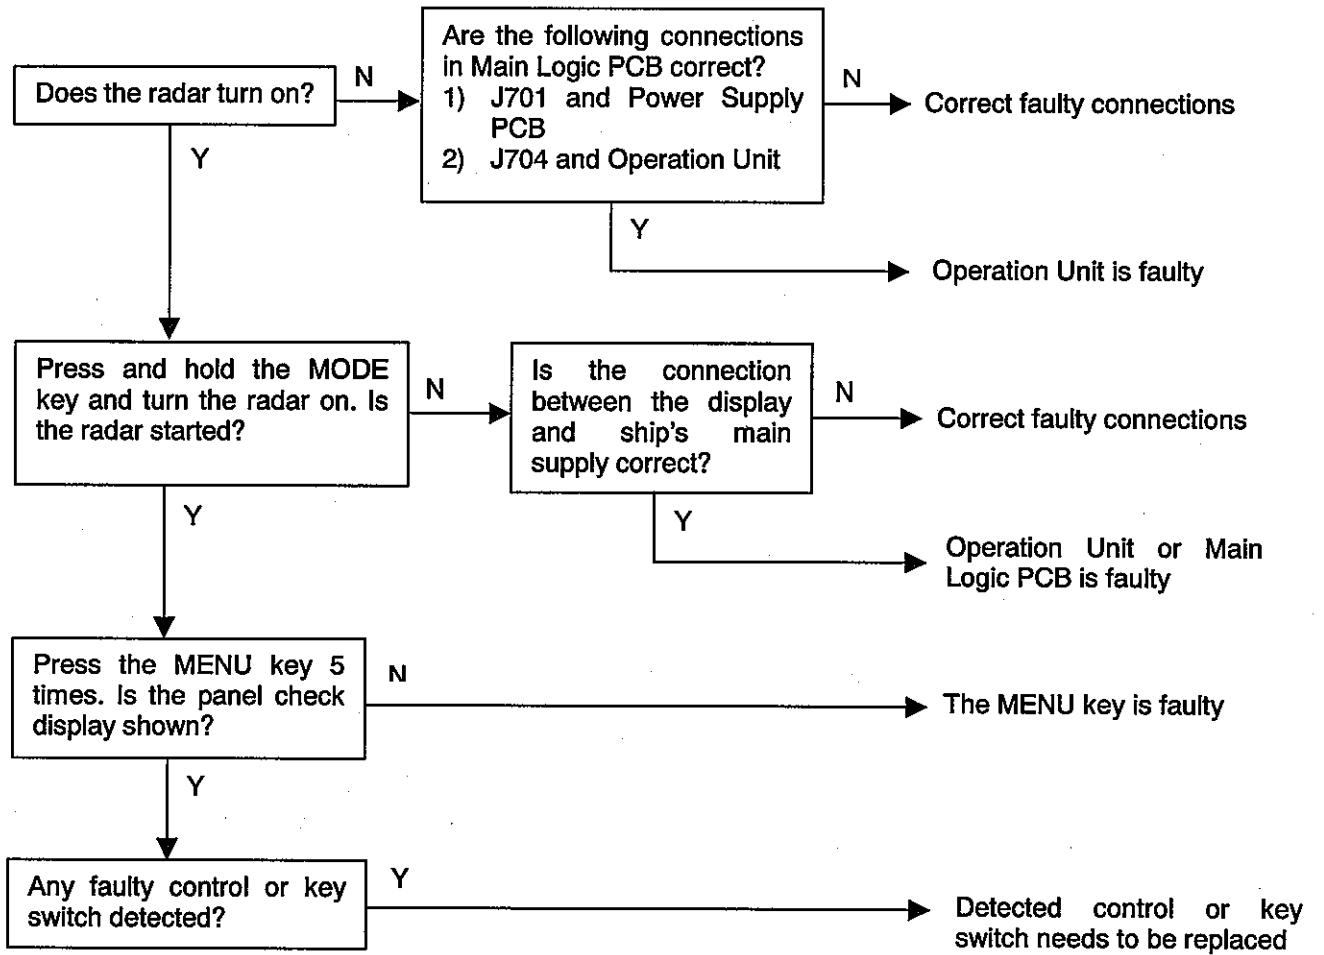 Does the radar turn on?
N
Are the following connections
in Main Logic PCB correct?
1) J701 and Power Supply
PCB
2) J704 and Operation Unit
N
Correct faulty connections
Y
Y
Operation Unit is faulty
Press and hold the MODE
key and turn the radar on. Is
the radar started?
N
Is the connection
between the display
and ship's main
supply correct?
N
Correct faulty connections
Y
Y
Operation Unit or Main
Logic PCB is faulty
Press the MENU key 5
times. Is the panel check
display shown?
N
The MENU key is faulty
Y
Any faulty control or key
switch detected?
Y
Detected control or key
switch needs to be replaced